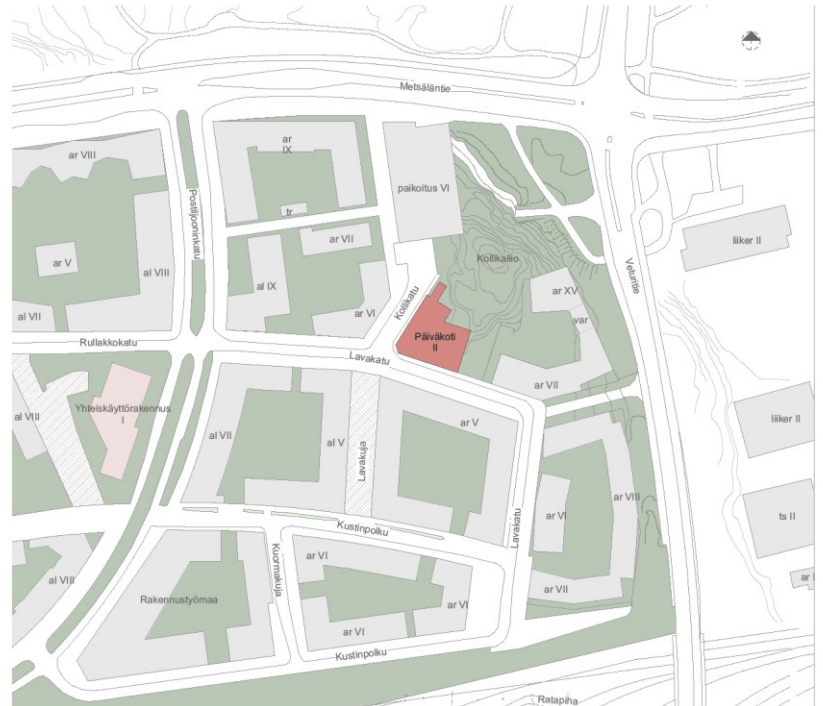 Metsäläntie
ar
IX
ar VIII
paikoitus VI
Postiljooninkatu
tr
ar VII
liiker II
Kollikallio
ar V
al VIII
al IX
Kollikatu
ar XV
Veturitie
al VII
ar VI
var
Päiväkoti
II
Rullakkokatu
Lavakatu
ar VII
al VIII
Yhteiskäyttörakennus
I
al VII
al V
Lavakuja
ar V
liiker II
ar VIII
ts II
ar VI
Kustinpolku
Lavakatu
al VIII
Kuormakuja
ar VI
Rakennustyömaa
ar VII
ar VI
ar VI
Kustinpolku
Ratapiha